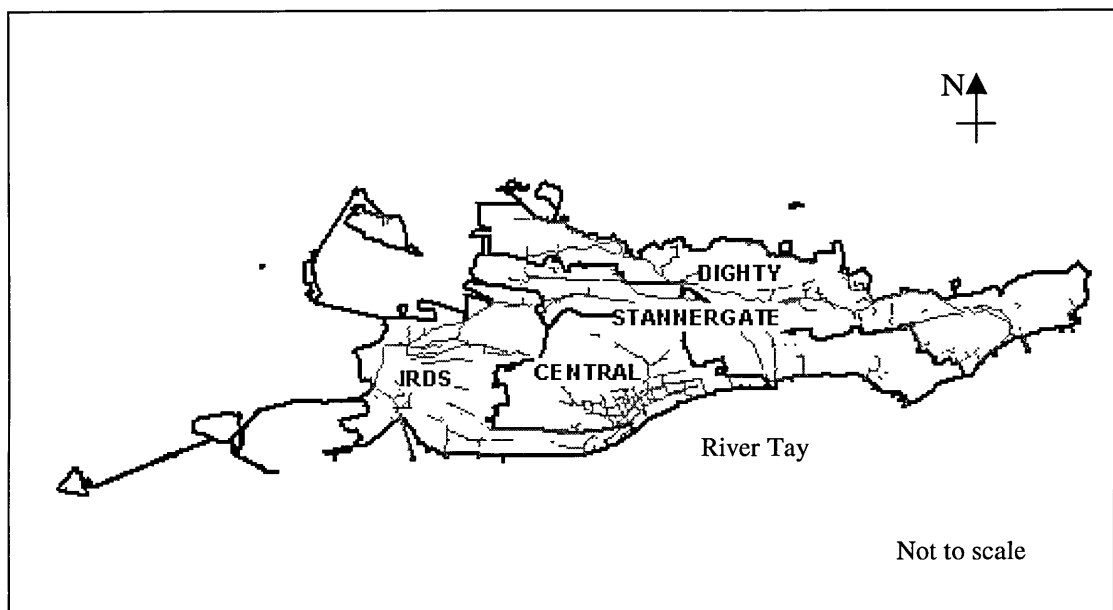 N
DIGHTY
STANNERGATE
CENTRAL
IRDS
River Tay
Not to scale